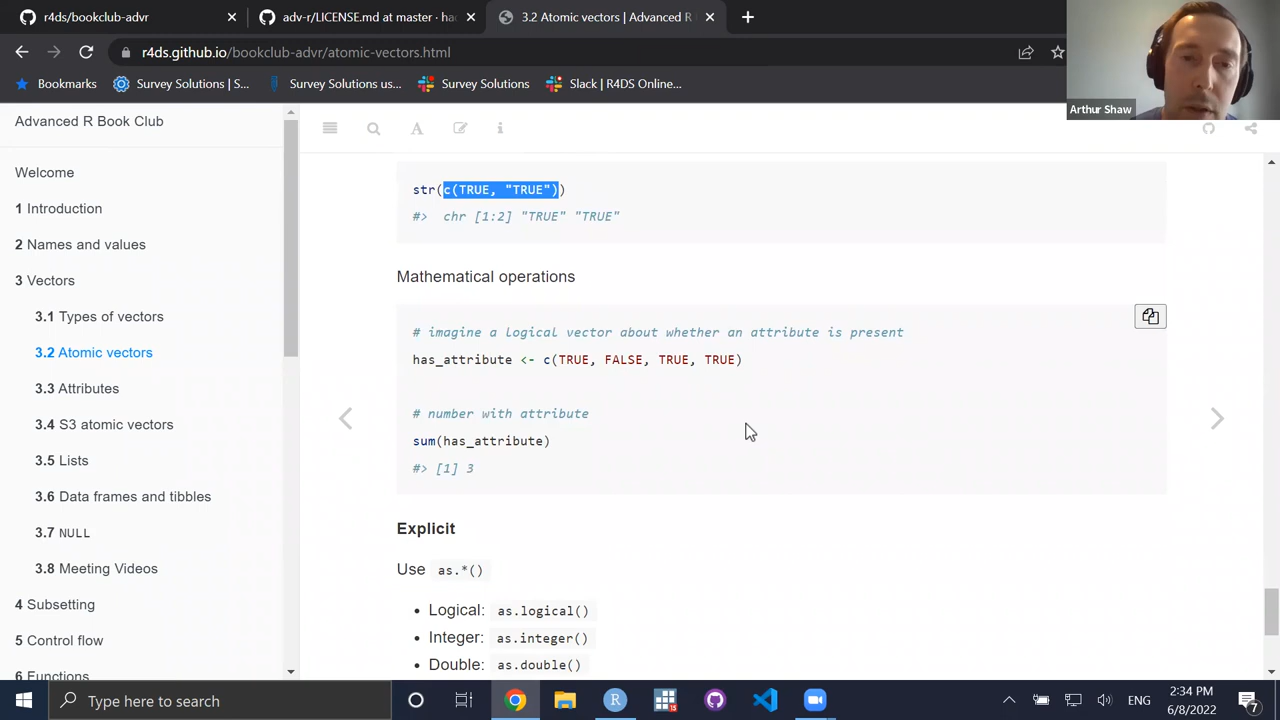 r4ds/bookclub-advr
adv-r/LICENSE.md at master · ha
3.2 Atomic vectors | Advanced R
r4ds.github.io/bookclub-advr/atomic-vectors.html
Bookmarks
Survey Solutions | S...
Survey Solutions us...
Survey Solutions
Slack | R4DS Online...
Arthur Shaw
Advanced R Book Club
Welcome
1 Introduction
2 Names and values
3 Vectors
3.1 Types of vectors
3.2 Atomic vectors
3.3 Attributes
3.4 S3 atomic vectors
3.5 Lists
3.6 Data frames and tibbles
3.7 NULL
3.8 Meeting Videos
4 Subsetting
5 Control flow
6 Functions
str(c(TRUE, "TRUE"))
#> chr [1:2] "TRUE" "TRUE"
Mathematical operations
# imagine a logical vector about whether an attribute is present
has_attribute <- c(TRUE, FALSE, TRUE, TRUE)
# number with attribute
sum(has_attribute)
#> [1] 3
Explicit
Use as.*()
• Logical: as.logical()
• Integer: as.integer()
• Double: as.double()
Type here to search
ENG
2:34 PM
6/8/2022
7